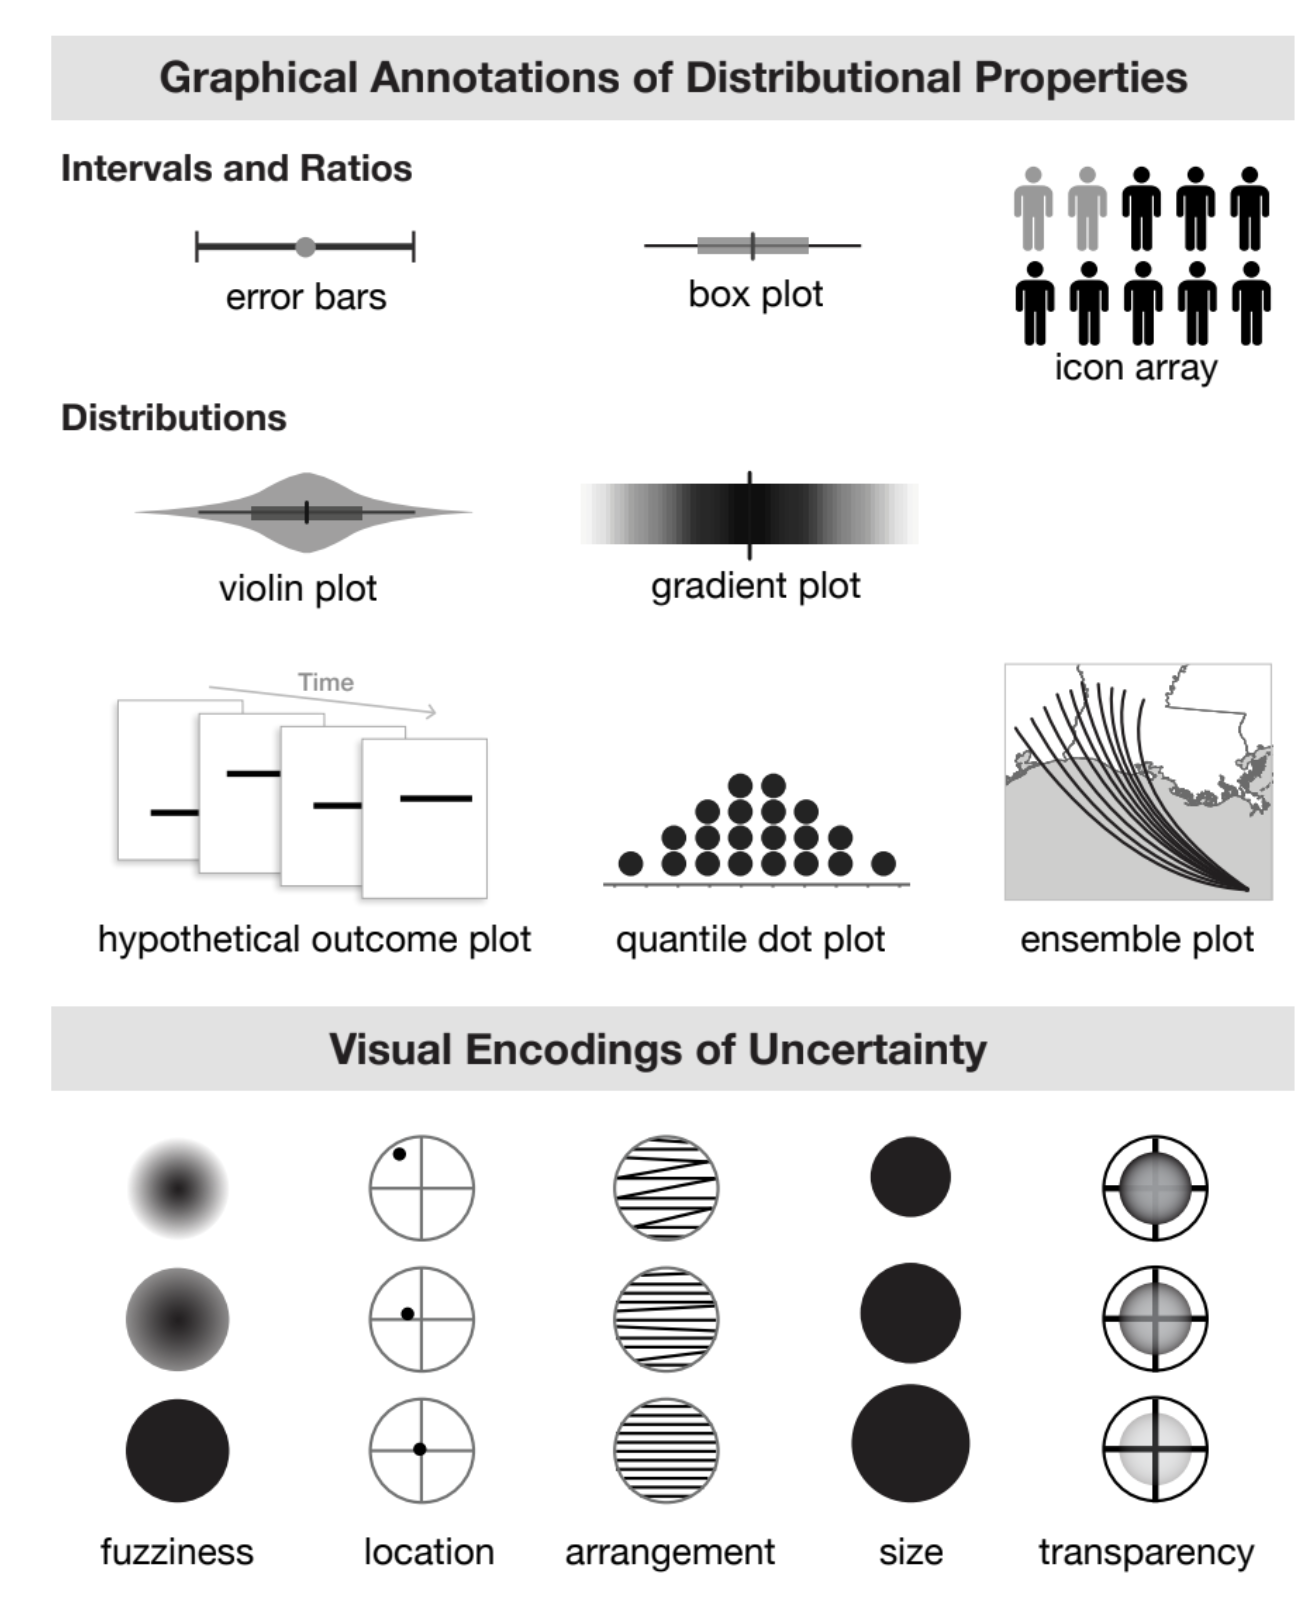 Graphical Annotations of Distributional Properties
Intervals and Ratios
error bars
box plot
icon array
Distributions
violin plot
gradient plot
Time
hypothetical outcome plot
quantile dot plot
ensemble plot
Visual Encodings of Uncertainty
fuzziness
location
arrangement
size
transparency